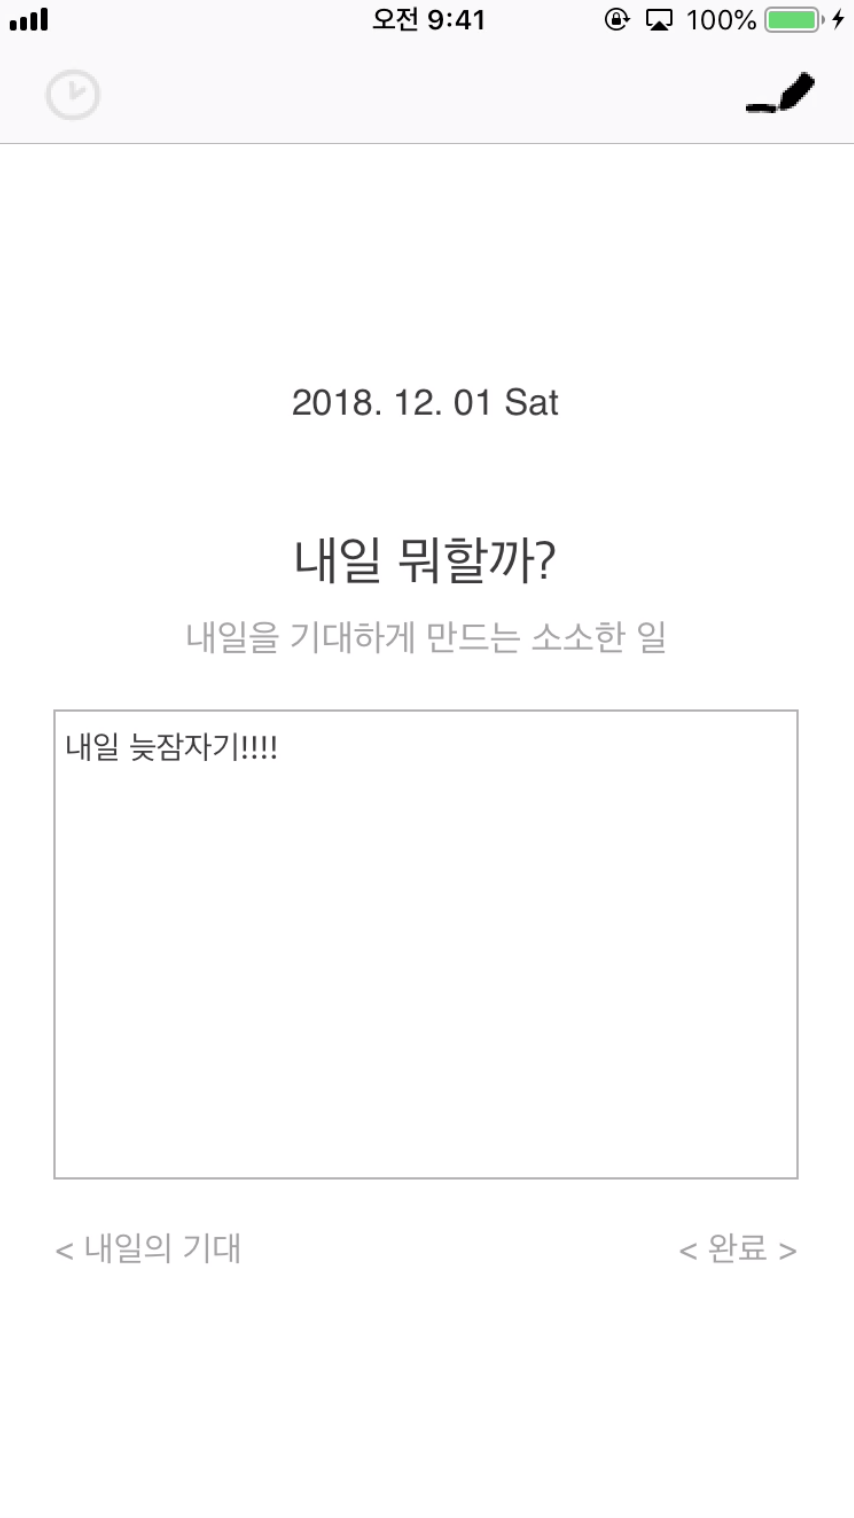 오전 9:41
100%
2018. 12. 01 Sat
내일 뭐할까?
내일을 기대하게 만드는 소소한 일
내일 늦잠자기!!!!
< 내일의 기대
< 완료 >